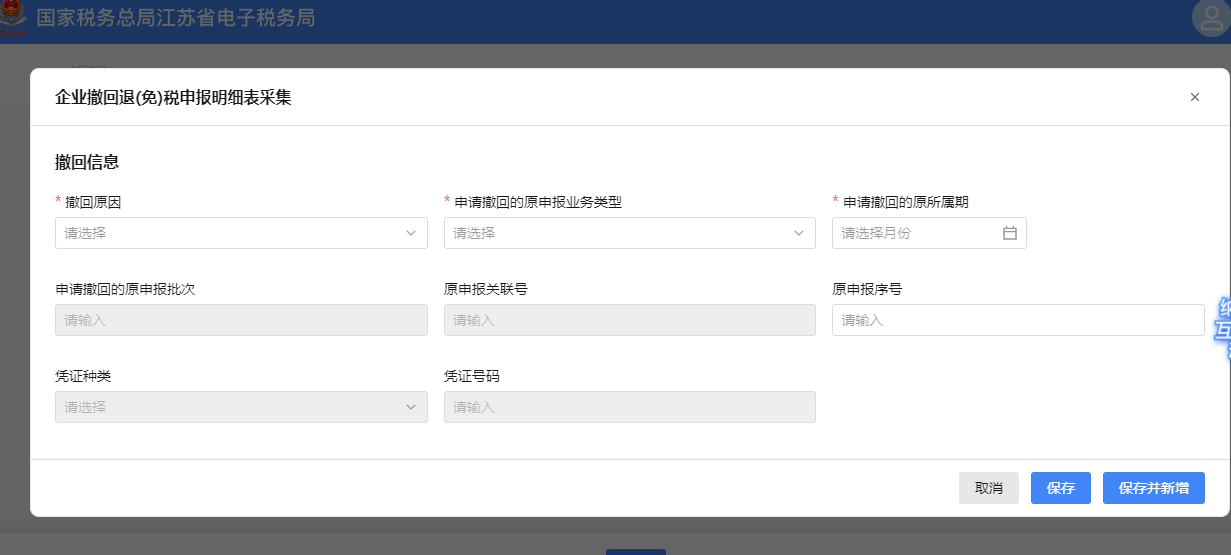 国家税务总局江苏省电子税务局
企业撤回退(免)税申报明细表采集
撤回信息
* 撤回原因
* 申请撤回的原申报业务类型
* 申请撤回的原所属期
请选择
请选择
请选择月份
申请撤回的原申报批次
原申报关联号
原申报序号
请输入
请输入
请输入
凭证种类
凭证号码
请选择
请输入
取消
保存
保存并新增